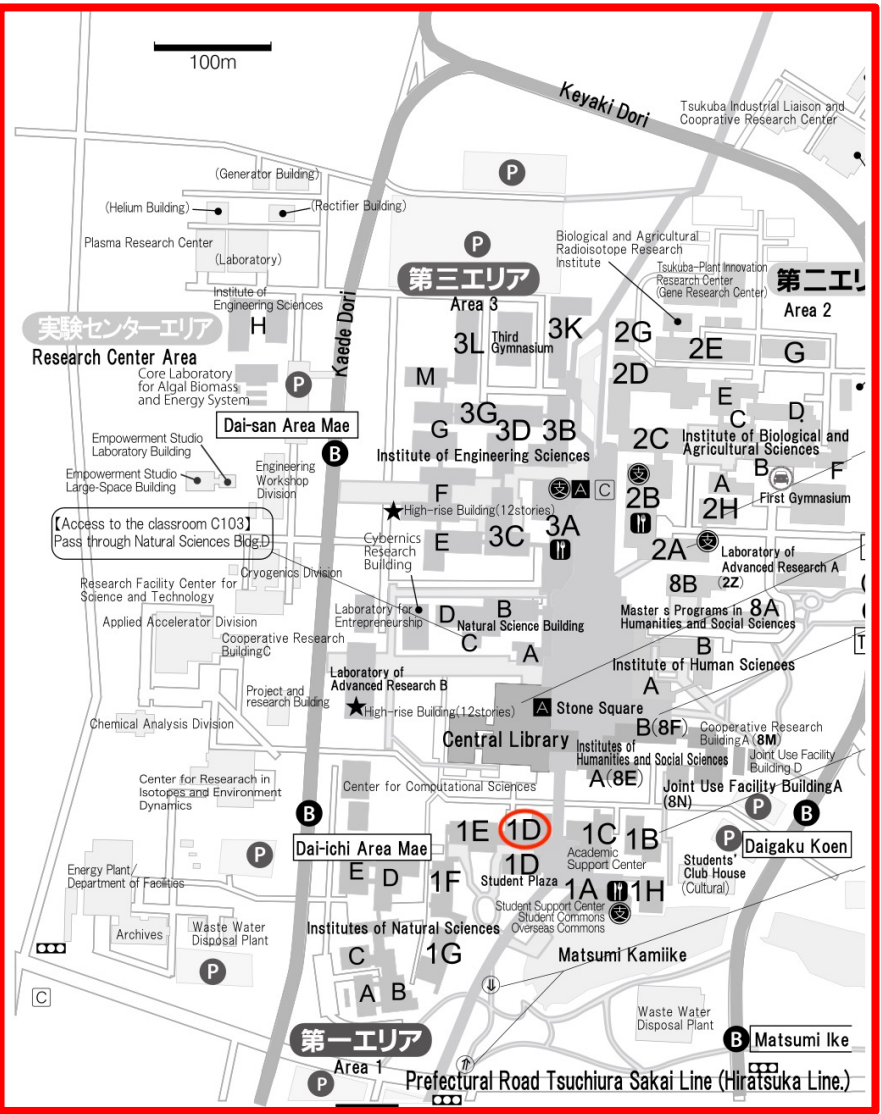 100m
Keyaki Dori
Tsukuba Industrial Liaison and
Cooprative Research Center
(Generator Building)
P
(Helium Building)
(Rectifier Building)
Plasma Research Center
(Laboratory)
P
Biological and Agricultural
Radioisotope Research
Institute
Tsukuba-Plant Innovation
Research Center
(Gene Research Center)
第三エリア
Area 3
第二エリ
Area 2
Institute of
Engineering Sciences
H
実験センターエリア
Research Center Area
Kaede Dori
3L
Third
Gymnasium
3K
2G
2E
G
Core Laboratory
for Algal Biomass
and Energy System
P
M
2D
E
C
D
3G
G
3D
3B
2C
Dai-san Area Mae
B
Institute of Engineering Sciences
Institute of Biological and
Agricultural Sciences
Empowerment Studio
Laboratory Building
Empowerment Studio
Large-Space Building
Engineering
Workshop
Division
B
F
A
First Gymnasium
F
支
A
C
支
2B
2H
【Access to the classroom C103】
Pass through Natural Sciences Bldg.D
★High-rise Building(12stories)
Cybernics
Research
Building
E
3C
3A
2A
支
Laboratory of
Advanced Research A
(2Z)
8B
Cryogenics Division
Research Facility Center for
Science and Technology
Laboratory for
Entrepreneurship
D
B
Natural Science Building
C
A
Master s Programs in
Humanities and Social Sciences
8A
Applied Accelerator Division
Cooperative Research
BuildingC
B
Institute of Human Sciences
A
Laboratory of
Advanced Research B
★High-rise Building(12stories)
Project and
research Building
A
Stone Square
Chemical Analysis Division
Central Library
B(8F)
Institutes of
Humanities and Social Sciences
A(8E)
Cooperative Research
BuildingA(8M)
Joint Use Facility
Building D
Joint Use Facility BuildingA
(8N)
Center for Researach in
Isotopes and Environment
Dynamics
Center for Computational Sciences
B
Dai-ichi Area Mae
P
1E
1D
1D
Student Plaza
1C
Academic
Support Center
1B
P
P
B
Daigaku Koen
Students'
Club House
(Cultural)
Energy Plant/
Department of Facilities
E
D
1F
1A
1H
支
Student Support Center
Student Commons
Overseas Commons
Archives
Waste Water
Disposal Plant
P
Institutes of Natural Sciences
C
1G
A
B
Matsumi Kamiike
C
⇓
Waste Water
Disposal Plant
B
Matsumi Ike
第一エリア
Area 1
P
⇑
Prefectural Road Tsuchiura Sakai Line (Hiratsuka Line.)